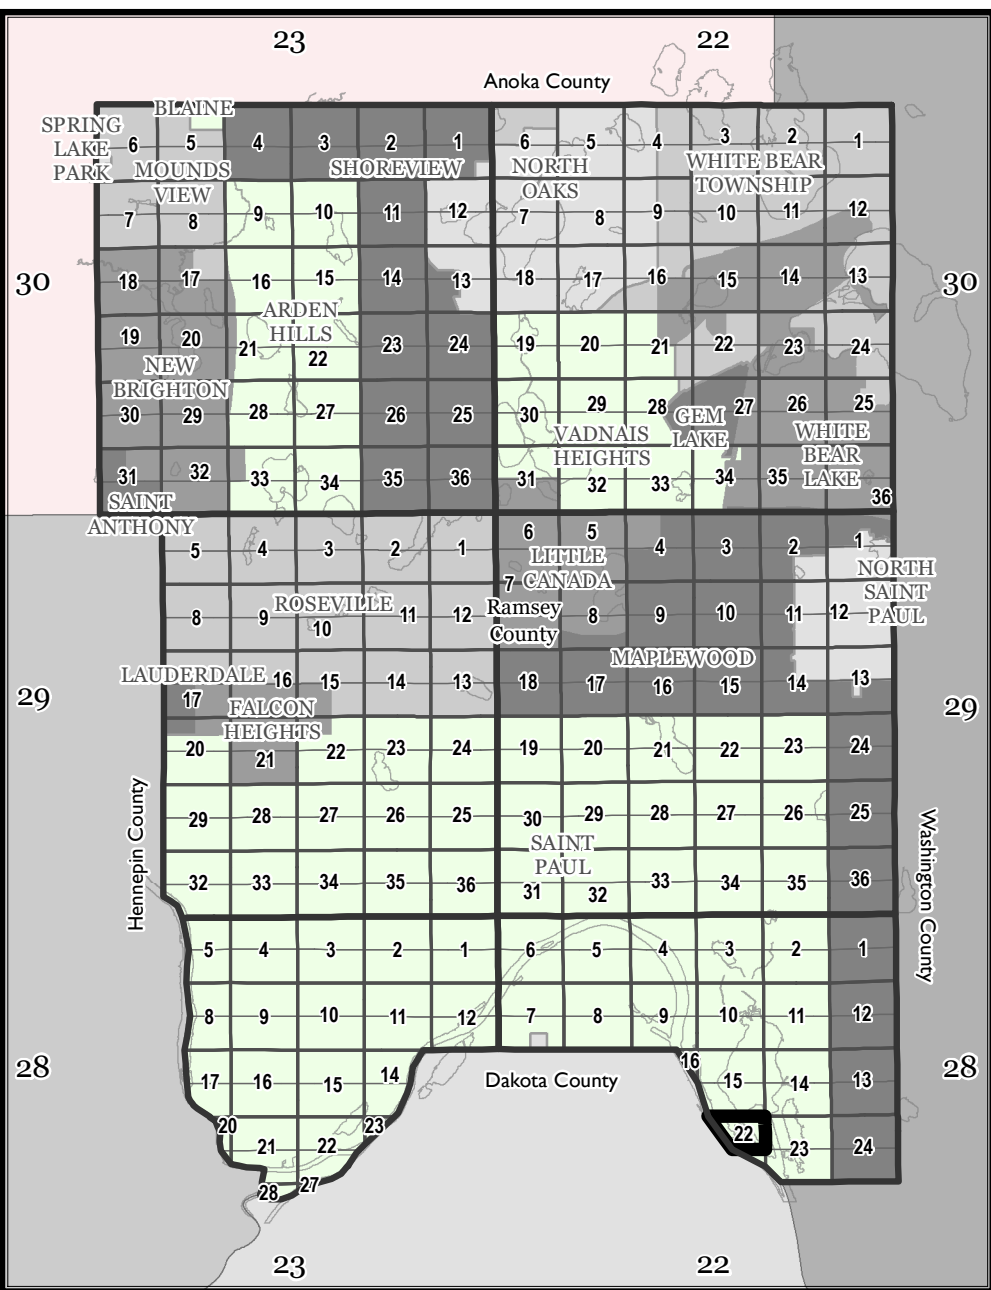 23 22
Anoka County
BLAINE
SPRING
LAKE
PARK
6 5 4 3 2 1 6 5 4 3 2 1
MOUNDS
VIEW
SHOREVIEW
NORTH
OAKS
WHITE BEAR
TOWNSHIP
7 8 9 10 11 12 7 8 9 10 11 12
30 18 17 16 15 14 13 18 17 16 15 14 13 30
ARDEN
HILLS
19 20 21 22 23 24 19 20 21 22 23 24
NEW
BRIGHTON
30 29 28 27 26 25 30 29 28 27 26 25
GEM
LAKE
VADNAIS
HEIGHTS
WHITE
BEAR
LAKE
31 32 33 34 35 36 31 32 33 34 35 36
SAINT
ANTHONY
5 4 3 2 1 6 5 4 3 2 1
LITTLE
CANADA
NORTH
SAINT
PAUL
8 9 10 11 12 7 8 9 10 11 12
ROSEVILLE
Ramsey
County
MAPLEWOOD
LAUDERDALE
29 17 16 15 14 13 18 17 16 15 14 13 29
FALCON
HEIGHTS
20 21 22 23 24 19 20 21 22 23 24
29 28 27 26 25 30 29 28 27 26 25
Hennepin County
Washington County
SAINT
PAUL
32 33 34 35 36 31 32 33 34 35 36
5 4 3 2 1 6 5 4 3 2 1
8 9 10 11 12 7 8 9 10 11 12
28 17 16 15 14 16 15 14 13 28
Dakota County
20 21 22 23 22 23 24
28 27
23 22